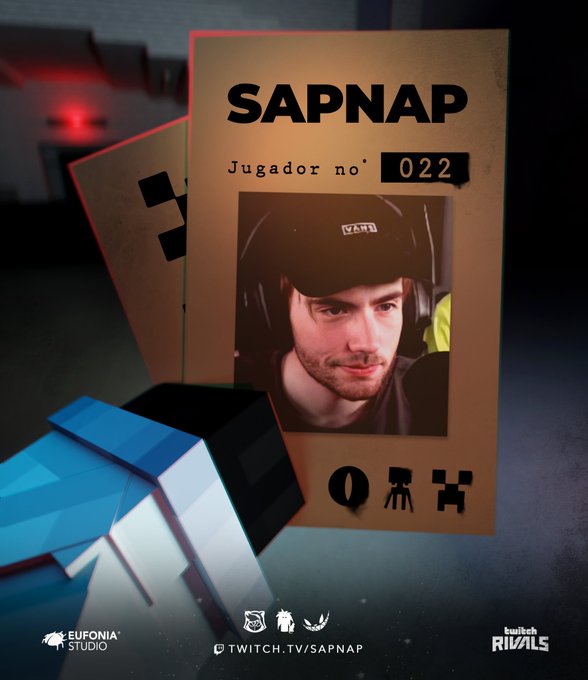 SAPNAP
Jugador no° 022
VANS
EUFONIA®
STUDIO
TWITCH.TV/SAPNAP
twitch
RIVALS